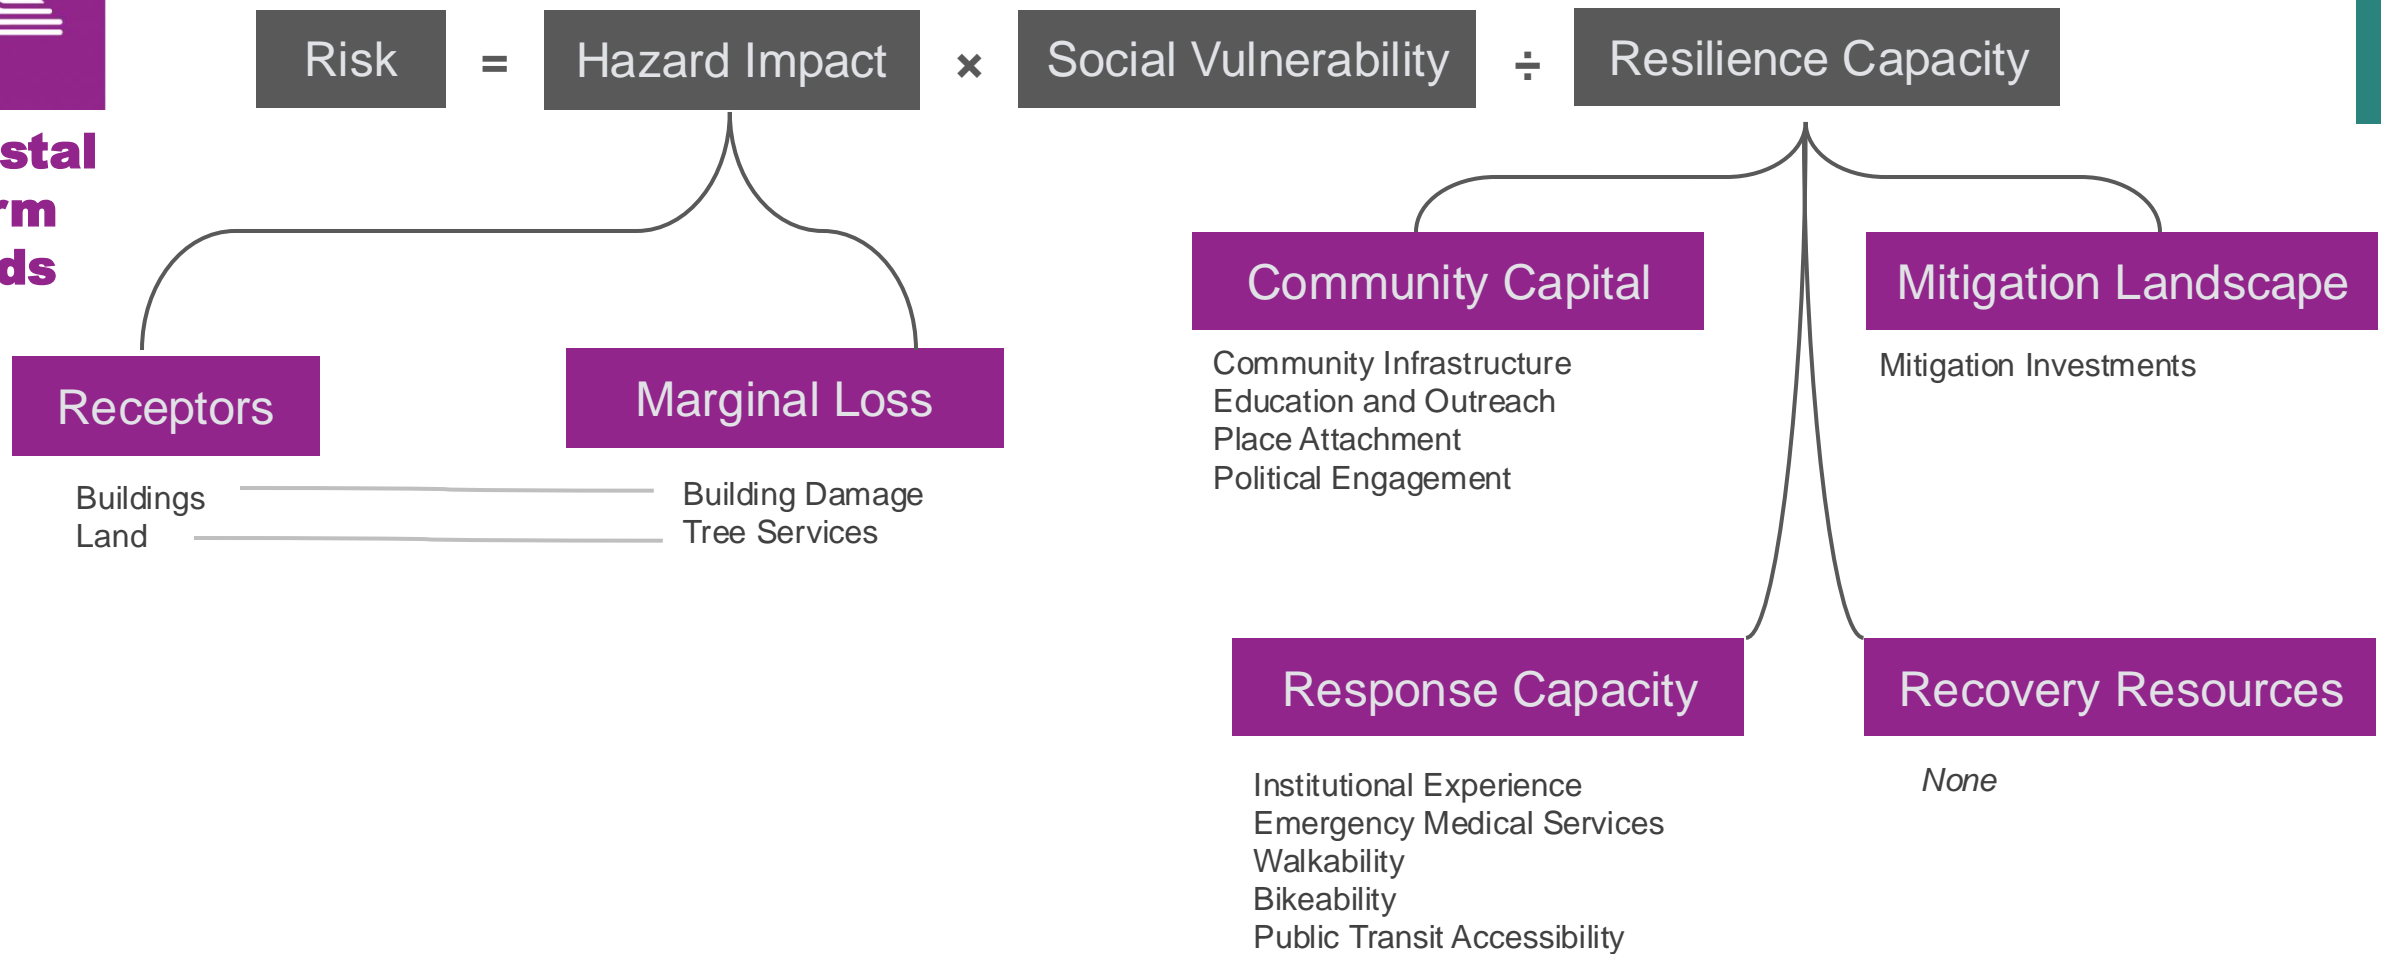 Risk = Hazard Impact × Social Vulnerability ÷ Resilience Capacity
stal
rm
ds
Receptors
Buildings
Land
Marginal Loss
Building Damage
Tree Services
Community Capital
Community Infrastructure
Education and Outreach
Place Attachment
Political Engagement
Mitigation Landscape
Mitigation Investments
Response Capacity
Institutional Experience
Emergency Medical Services
Walkability
Bikeability
Public Transit Accessibility
Recovery Resources
None